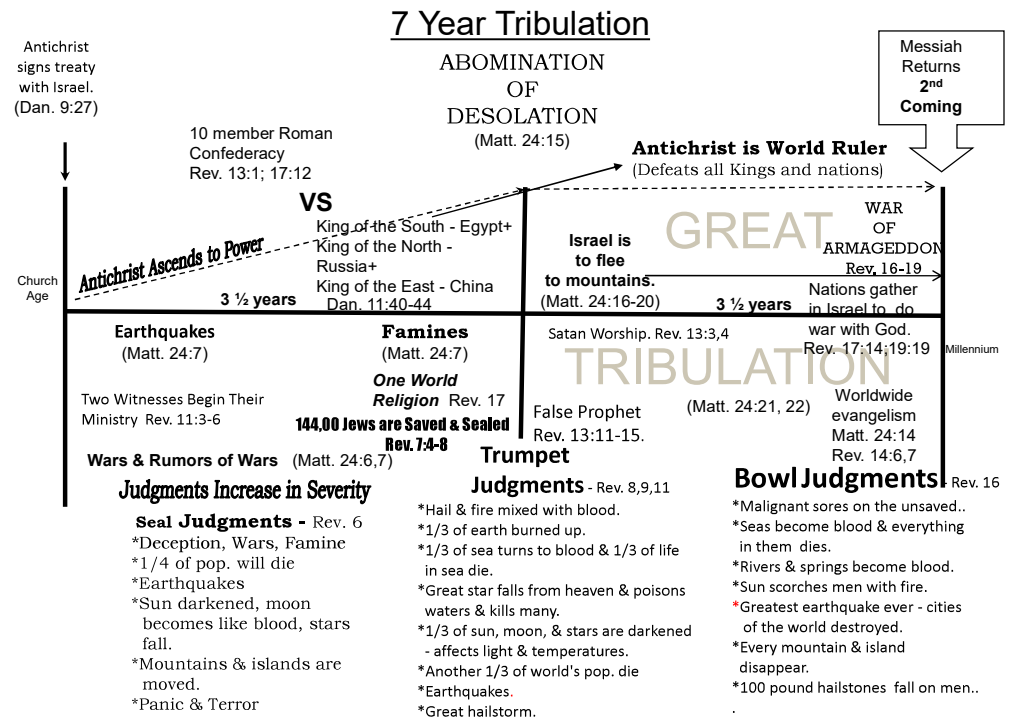 7 Year Tribulation
Antichrist
signs treaty
with Israel.
(Dan. 9:27)
ABOMINATION
OF
DESOLATION
(Matt. 24:15)
Messiah
Returns
2nd
Coming
10 member Roman
Confederacy
Rev. 13:1; 17:12
VS
King of the South - Egypt+
King of the North -
Russia+
King of the East - China
Dan. 11:40-44
Antichrist is World Ruler
(Defeats all Kings and nations)
Antichrist Ascends to Power
Church
Age
3 ½ years
GREAT
Israel is
to flee
to mountains.
(Matt. 24:16-20)
WAR
OF
ARMAGEDDON
Rev. 16-19
3 ½ years
Nations gather
in Israel to do
war with God.
Rev. 17:14;19:19
Earthquakes
(Matt. 24:7)
Famines
(Matt. 24:7)
Satan Worship. Rev. 13:3,4
TRIBULATION
Millennium
One World
Religion Rev. 17
Two Witnesses Begin Their
Ministry Rev. 11:3-6
144,00 Jews are Saved & Sealed
Rev. 7:4-8
False Prophet
Rev. 13:11-15.
(Matt. 24:21, 22)
Worldwide
evangelism
Matt. 24:14
Rev. 14:6,7
Wars & Rumors of Wars (Matt. 24:6,7)
Judgments Increase in Severity
Seal Judgments - Rev. 6
*Deception, Wars, Famine
*1/4 of pop. will die
*Earthquakes
*Sun darkened, moon
becomes like blood, stars
fall.
*Mountains & islands are
moved.
*Panic & Terror
Trumpet
Judgments - Rev. 8,9,11
*Hail & fire mixed with blood.
*1/3 of earth burned up.
*1/3 of sea turns to blood & 1/3 of life
in sea die.
*Great star falls from heaven & poisons
waters & kills many.
*1/3 of sun, moon, & stars are darkened
- affects light & temperatures.
*Another 1/3 of world's pop. die
*Earthquakes.
*Great hailstorm.
Bowl Judgments - Rev. 16
*Malignant sores on the unsaved..
*Seas become blood & everything
in them dies.
*Rivers & springs become blood.
*Sun scorches men with fire.
*Greatest earthquake ever - cities
of the world destroyed.
*Every mountain & island
disappear.
*100 pound hailstones fall on men..
.